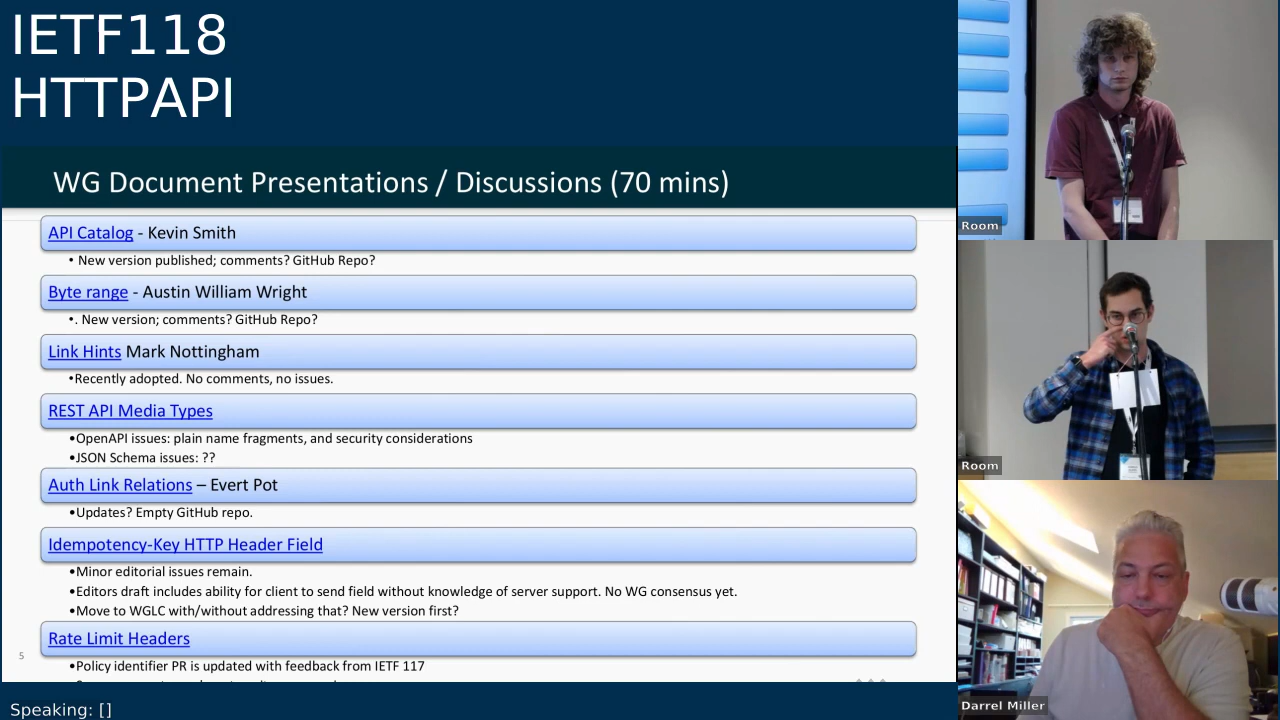 IETF118
HTTPAPI
WG Document Presentations / Discussions (70 mins)
API Catalog - Kevin Smith
• New version published; comments? GitHub Repo?
Byte range - Austin William Wright
•. New version; comments? GitHub Repo?
Link Hints Mark Nottingham
•Recently adopted. No comments, no issues.
REST API Media Types
•OpenAPI issues: plain name fragments, and security considerations
•JSON Schema issues: ??
Auth Link Relations – Evert Pot
•Updates? Empty GitHub repo.
Idempotency-Key HTTP Header Field
•Minor editorial issues remain.
•Editors draft includes ability for client to send field without knowledge of server support. No WG consensus yet.
•Move to WGLC with/without addressing that? New version first?
Rate Limit Headers
5
•Policy identifier PR is updated with feedback from IETF 117
Speaking: []
Room
Room
Darrel Miller